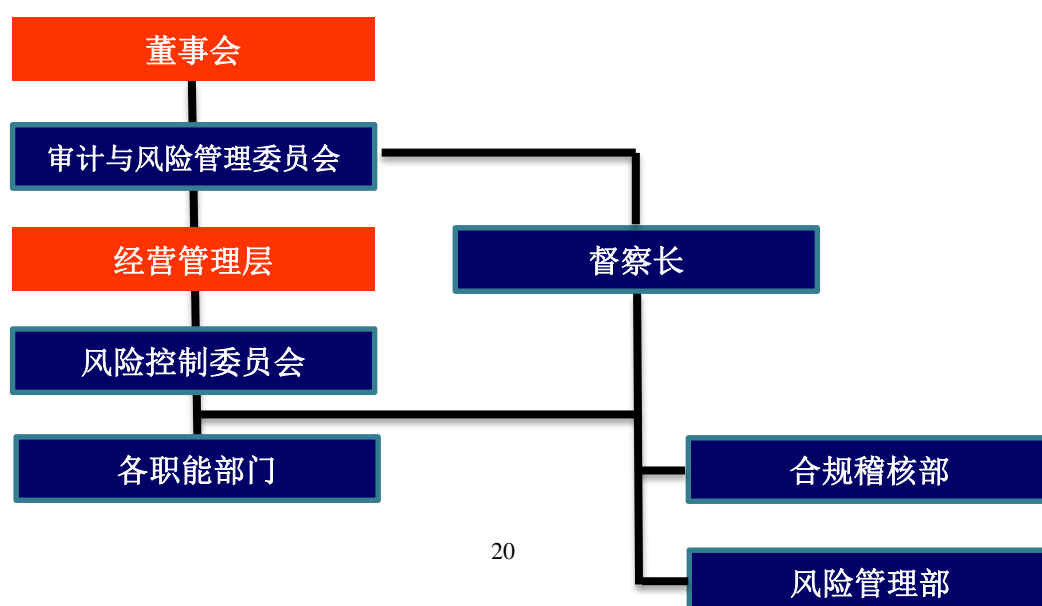 董事会
审计与风险管理委员会
经营管理层
督察长
风险控制委员会
各职能部门
合规稽核部
20
风险管理部